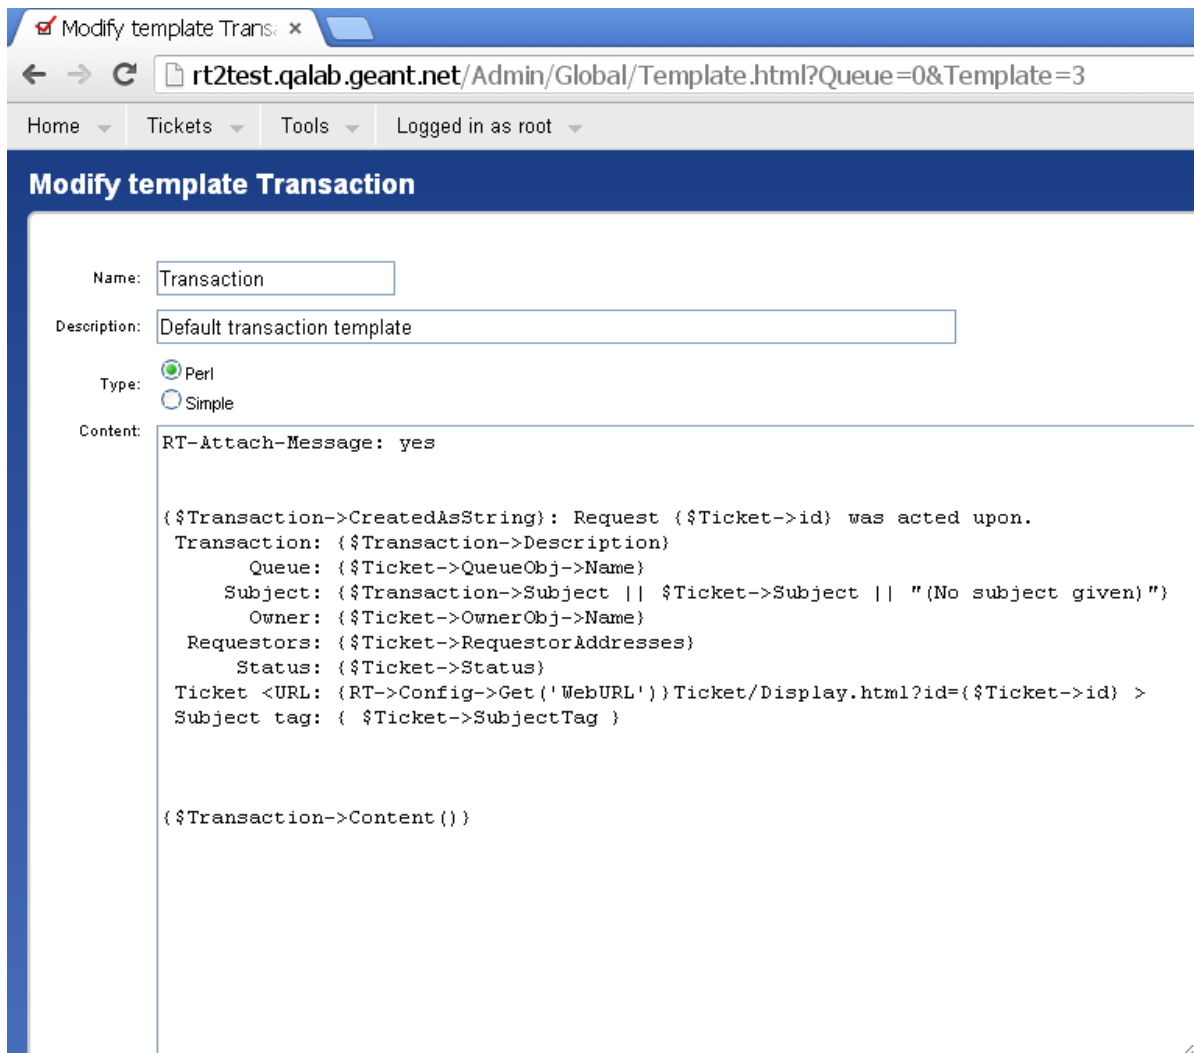 Modify template Transa
rt2test.qalab.geant.net/Admin/Global/Template.html?Queue=0&Template=3
Home Tickets Tools Logged in as root
Modify template Transaction
Name: Transaction
Description: Default transaction template
Type: Perl
Simple
Content:
RT-Attach-Message: yes
{$Transaction->CreatedAsString}: Request {$Ticket->id} was acted upon.
Transaction: {$Transaction->Description}
Queue: {$Ticket->QueueObj->Name}
Subject: {$Transaction->Subject || $Ticket->Subject || "(No subject given)"}
Owner: {$Ticket->OwnerObj->Name}
Requestors: {$Ticket->RequestorAddresses}
Status: {$Ticket->Status}
Ticket <URL: {RT->Config->Get('WebURL')}Ticket/Display.html?id={$Ticket->id} >
Subject tag: { $Ticket->SubjectTag }
{$Transaction->Content()}